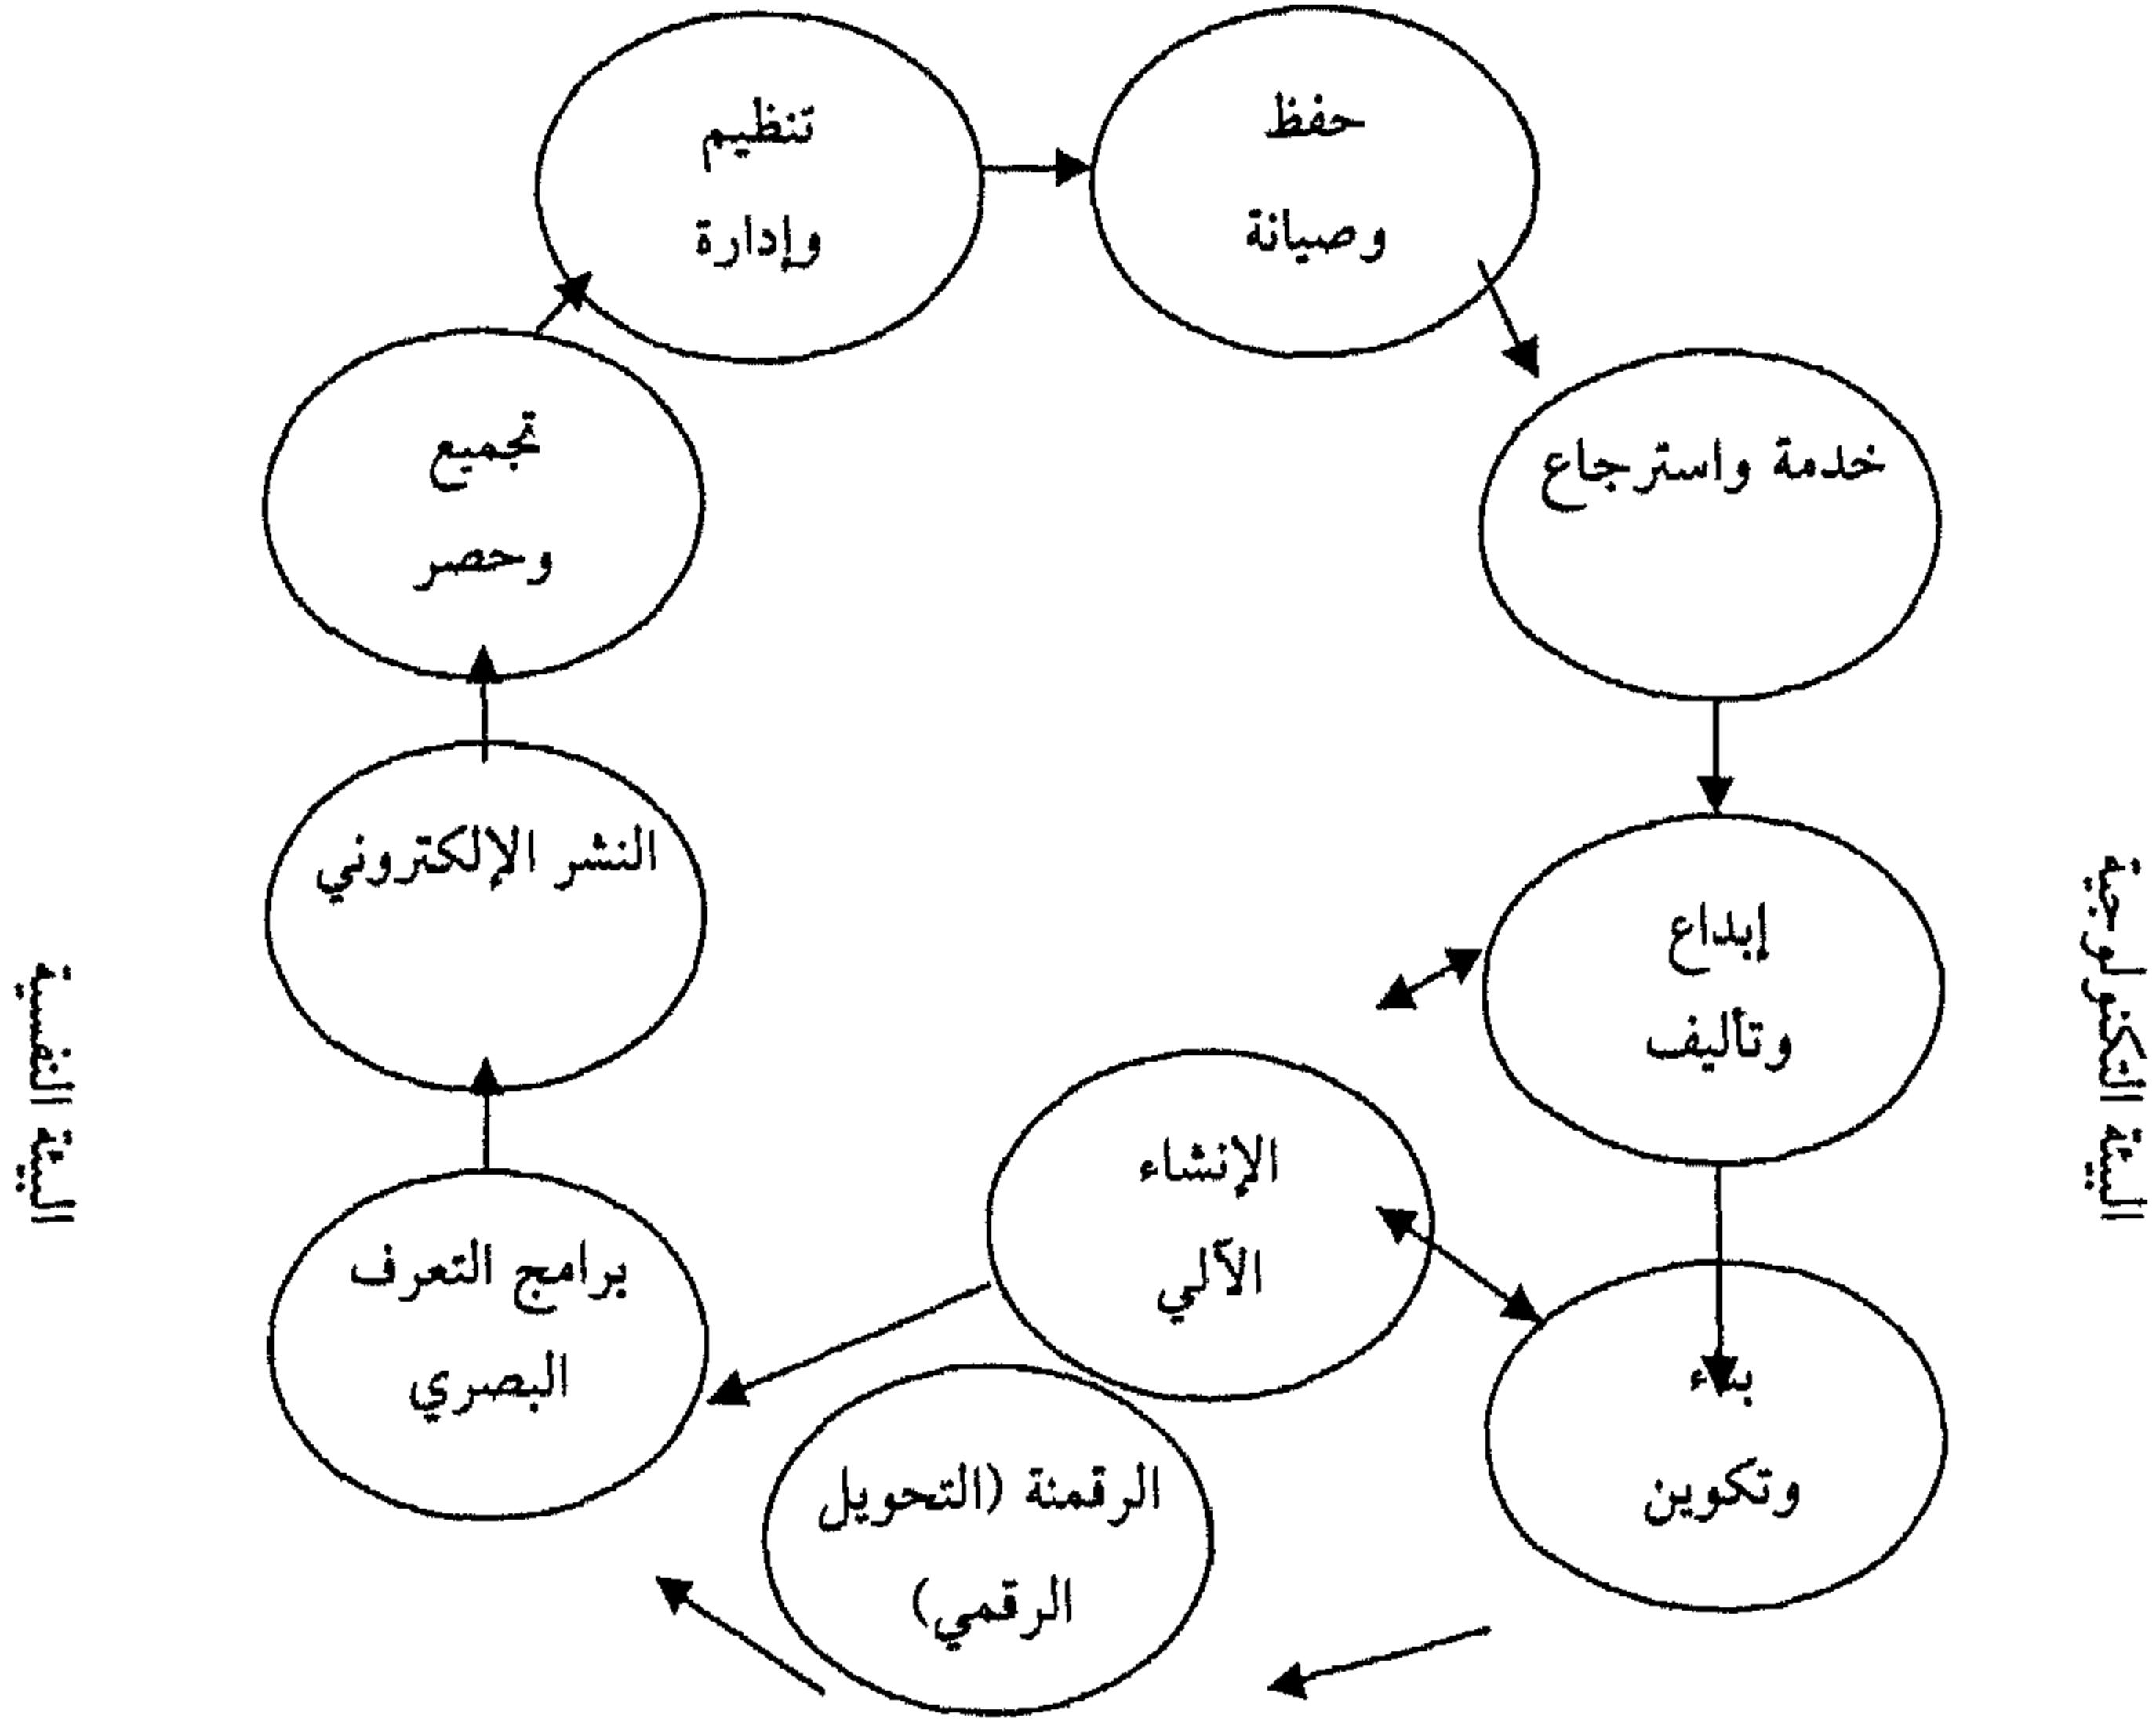 تنظيم
وإدارة
حفظ
وصيانة
تجميع
وحصر
خدمة واسترجاع
النشر الإلكتروني
إبداع
وتأليف
الإنشاء
الآلي
برامج التعرف
البصري
بناء
وتكوين
الرقمنة (التحويل
الرقمي)
البيئة التكنولوجية
البيئة النفسية